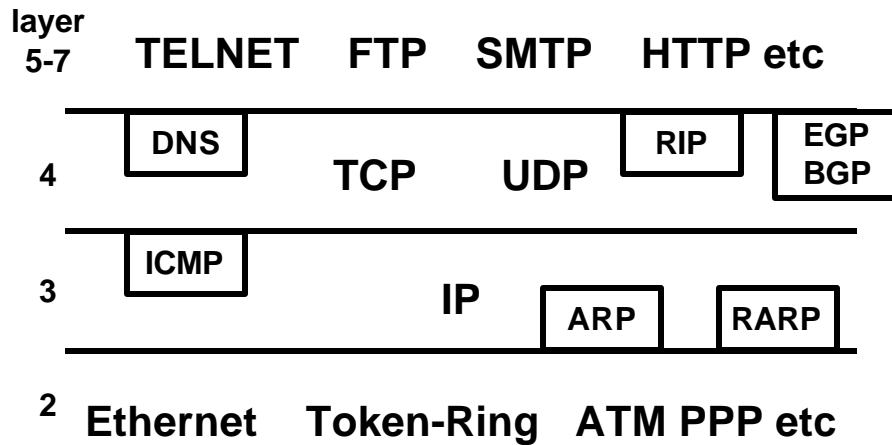 layer
5-7 TELNET FTP SMTP HTTP etc
DNS RIP EGP
4 TCP UDP BGP
ICMP
3 IP ARP RARP
2 Ethernet Token-Ring ATM PPP etc